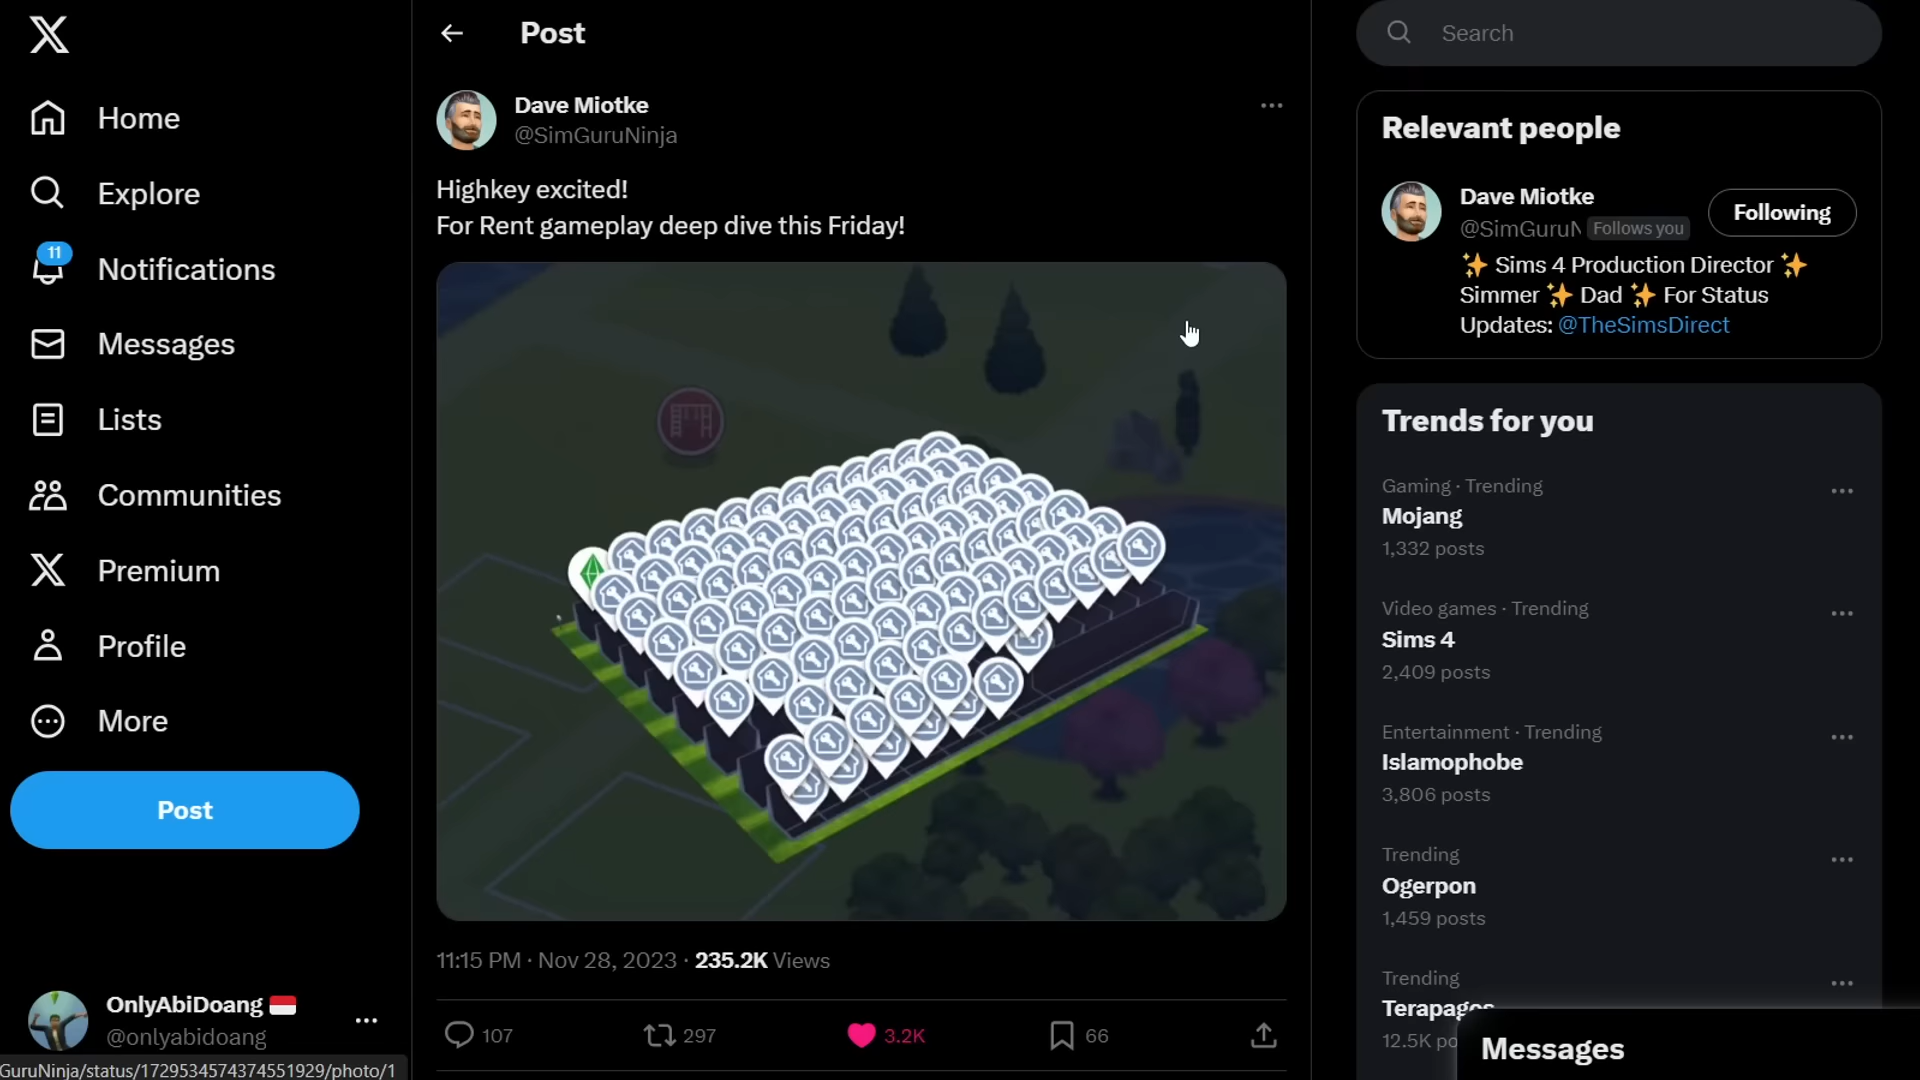 Home
Explore
11
Notifications
Messages
Lists
Communities
Premium
Profile
More
Post
OnlyAbiDoang
@onlyabidoang
GuruNinja/status/1729534574374551929/photo/1
Post
Dave Miotke
@SimGuruNinja
Highkey excited!
For Rent gameplay deep dive this Friday!
11:15 PM · Nov 28, 2023 · 235.2K Views
107
297
3.2K
66
Search
Relevant people
Dave Miotke
@SimGuruN
Follows you
Following
✨ Sims 4 Production Director ✨
Simmer ✨ Dad ✨ For Status
Updates: @TheSimsDirect
Trends for you
Gaming · Trending
Mojang
1,332 posts
Video games · Trending
Sims 4
2,409 posts
Entertainment · Trending
Islamophobe
3,806 posts
Trending
Ogerpon
1,459 posts
Trending
Terapagos
12.5K po
Messages